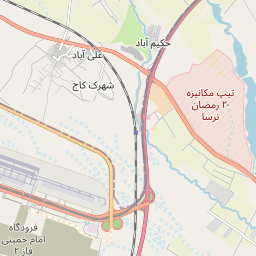 حکیم آباد
علی آباد
شهرک کاج
تیپ مکانیزه
۲۰ رمضان
نرسا
فرودگاه
امام خمینی
فاز ۲